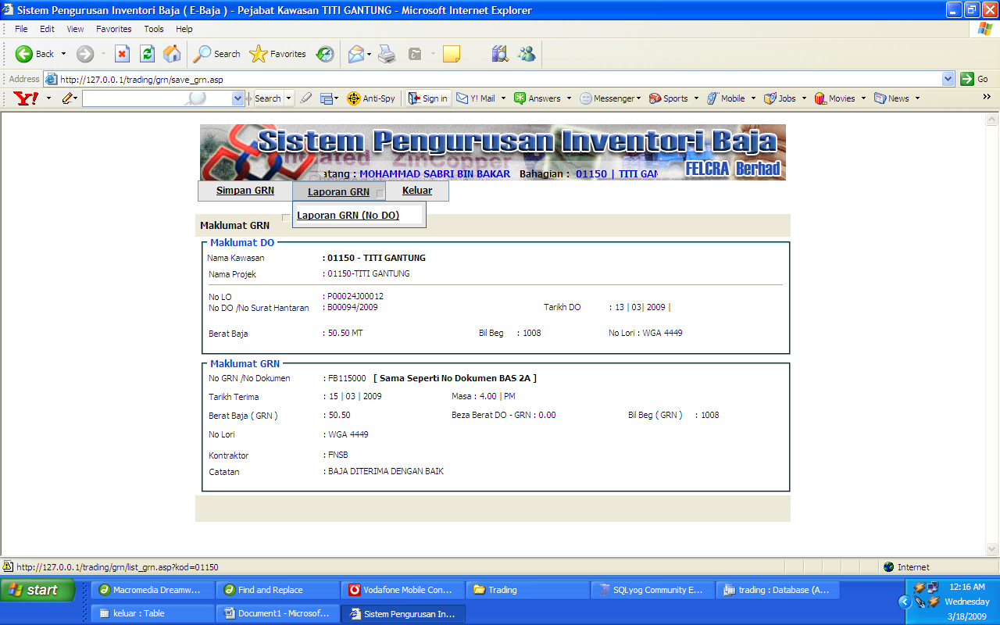 Sistem Pengurusan Inventori Baja ( E-Baja ) - Pejabat Kawasan TITI GANTUNG - Microsoft Internet Explorer
File Edit View Favorites Tools Help
Back Search Favorites
Address http://127.0.0.1/trading/grn/save_grn.asp Go
Y! Search Anti-Spy Sign in Y! Mail Answers Messenger Sports Mobile Jobs Movies News »
Sistem Pengurusan Inventori Baja
atang : MOHAMMAD SABRI BIN BAKAR Bahagian : 01150 | TITI GAN
FELCRA Berhad
Simpan GRN Laporan GRN Keluar
Laporan GRN (No DO)
Maklumat GRN
Maklumat DO
Nama Kawasan : 01150 - TITI GANTUNG
Nama Projek : 01150-TITI GANTUNG
No LO : P00024J00012
No DO /No Surat Hantaran : B00094/2009 Tarikh DO : 13 | 03| 2009 |
Berat Baja : 50.50 MT Bil Beg : 1008 No Lori : WGA 4449
Maklumat GRN
No GRN /No Dokumen : FB115000 [ Sama Seperti No Dokumen BAS 2A ]
Tarikh Terima : 15 | 03 | 2009 Masa : 4.00 | PM
Berat Baja ( GRN ) : 50.50 Beza Berat DO - GRN : 0.00 Bil Beg ( GRN ) : 1008
No Lori : WGA 4449
Kontraktor : FNSB
Catatan : BAJA DITERIMA DENGAN BAIK
http://127.0.0.1/trading/grn/list_grn.asp?kod=01150 Internet
start Macromedia Dreamw... Find and Replace Vodafone Mobile Con... Trading SQLyog Community E... trading : Database (A... 12:16 AM
Wednesday
keluar : Table Document1 - Microsof... Sistem Pengurusan In... 3/18/2009